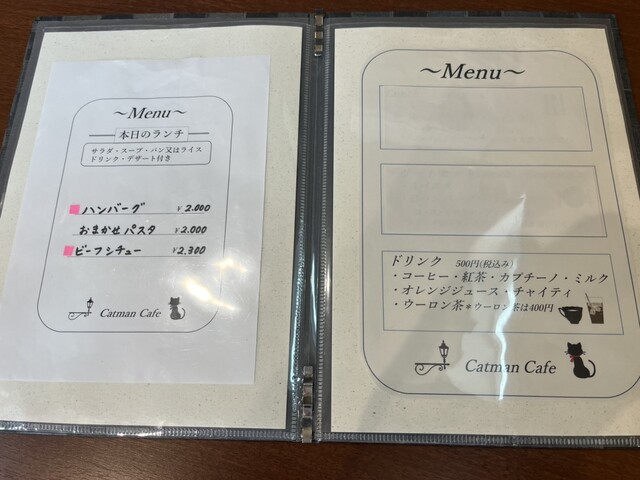 ～Menu～
本日のランチ
サラダ・スープ・パン又はライス
ドリンク・デザート付き
ハンバーグ ¥2.000
おまかせパスタ ¥2.000
ビーフシチュー ¥2.300
Catman Cafe
～Menu～
ドリンク 500円(税込み)
・コーヒー・紅茶・カプチーノ・ミルク
・オレンジジュース・チャイティ
・ウーロン茶※ウーロン茶は400円
Catman Cafe